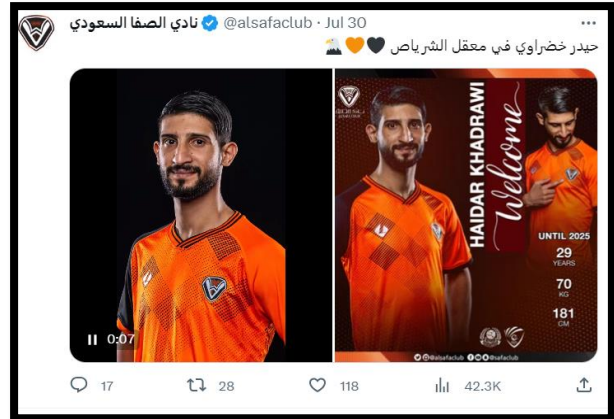 نادي الصفا السعودي @alsafaclub · Jul 30
حيدر خضراوي في معقل الشرياص
HAIDAR KHADRAWI
Welcome
UNTIL 2025
29
YEARS
70
KG
181
CM
0:07
@alsafaclub
17 28 118 42.3K